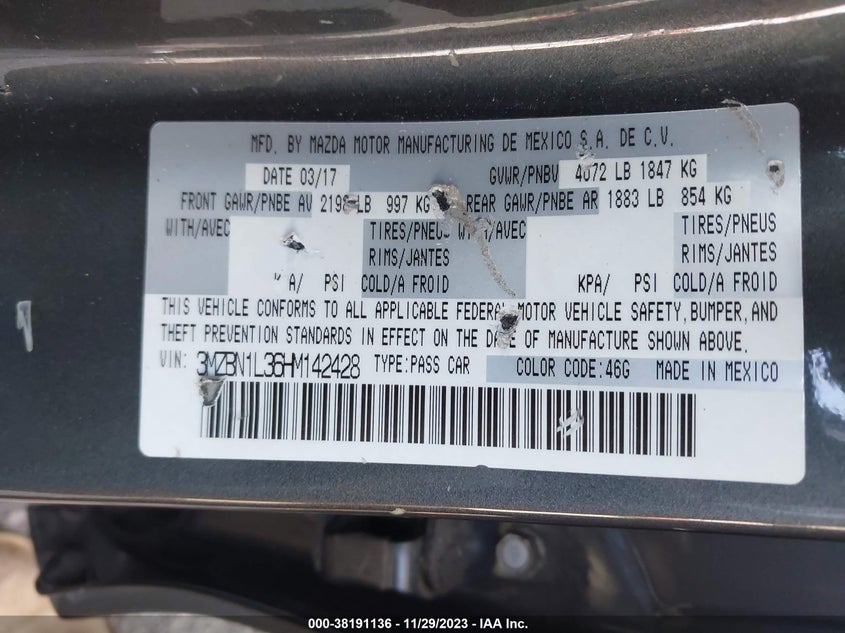 MFD. BY MAZDA MOTOR MANUFACTURING DE MEXICO S.A. DE C.V.
DATE 03/17 GVWR/PNBV 4072 LB 1847 KG
FRONT GAWR/PNBE AV 2198 LB 997 KG REAR GAWR/PNBE AR 1883 LB 854 KG
WITH/AVEC TIRES/PNEUS WITH/AVEC TIRES/PNEUS
RIMS/JANTES RIMS/JANTES
KPA/ PSI COLD/A FROID KPA/ PSI COLD/A FROID
THIS VEHICLE CONFORMS TO ALL APPLICABLE FEDERAL MOTOR VEHICLE SAFETY, BUMPER, AND
THEFT PREVENTION STANDARDS IN EFFECT ON THE DATE OF MANUFACTURE SHOWN ABOVE.
VIN: 3MZBN1L36HM142428 TYPE:PASS CAR COLOR CODE:46G MADE IN MEXICO
000-38191136 - 11/29/2023 - IAA Inc.